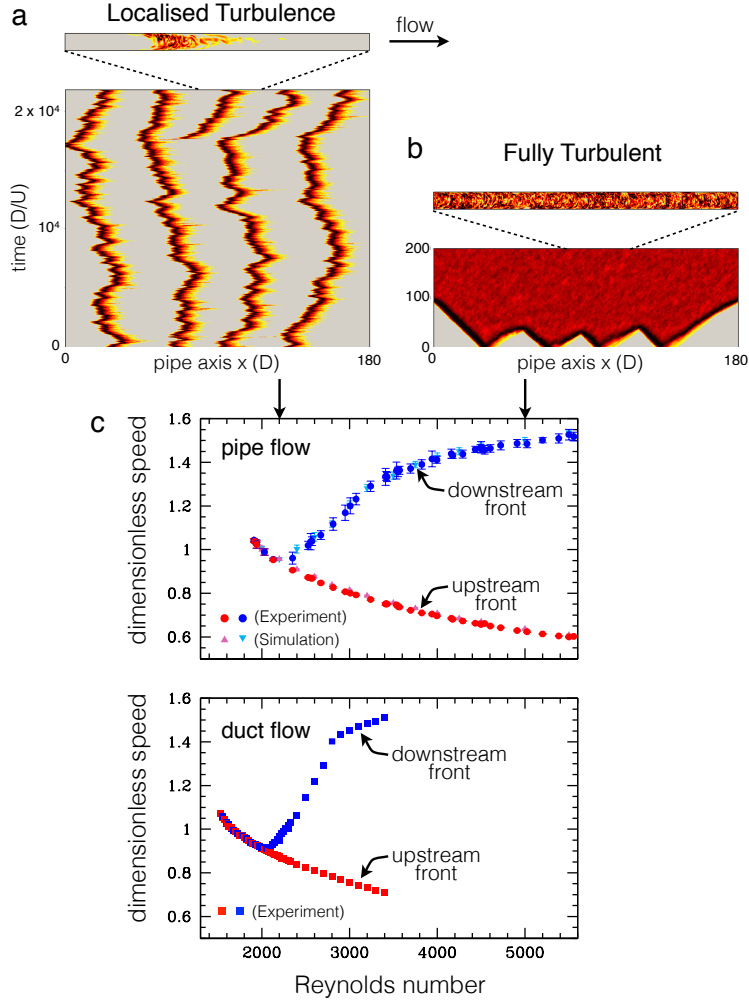 a
Localised Turbulence
flow
2 x 10⁴
10⁴
0
time (D/U)
0
pipe axis x (D)
180
b
Fully Turbulent
200
100
0
0
pipe axis x (D)
180
c
pipe flow
1.6
1.4
1.2
1
0.8
0.6
dimensionless speed
downstream
front
upstream
front
(Experiment)
(Simulation)
duct flow
1.6
1.4
1.2
1
0.8
0.6
dimensionless speed
downstream
front
upstream
front
(Experiment)
2000
3000
4000
5000
Reynolds number